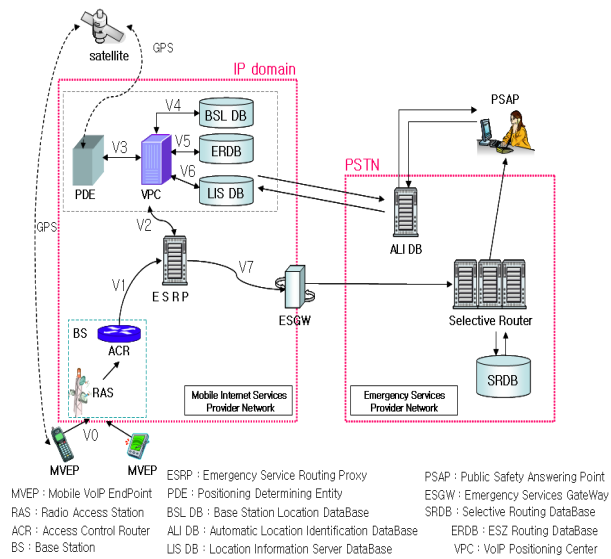 GPS
satellite
IP domain
V4
BSL DB
PSAP
V3
V5
ERDB
PSTN
V6
PDE
VPC
LIS DB
GPS
V2
ALI DB
V1
E S R P
V7
BS
ACR
ESGW
Selective Router
RAS
SRDB
Mobile Internet Services
Provider Network
Emergency Services
Provider Network
V0
MVEP
MVEP
ESRP : Emergency Service Routing Proxy
PSAP : Public Safety Answering Point
MVEP : Mobile VoIP EndPoint
PDE : Positioning Determining Entity
ESGW : Emergency Services GateWay
RAS : Radio Access Station
BSL DB : Base Station Location DataBase
SRDB : Selective Routing DataBase
ACR : Access Control Router
ALI DB : Automatic Location Identification DataBase
ERDB : ESZ Routing DataBase
BS : Base Station
LIS DB : Location Information Server DataBase
VPC : VoIP Positioning Center